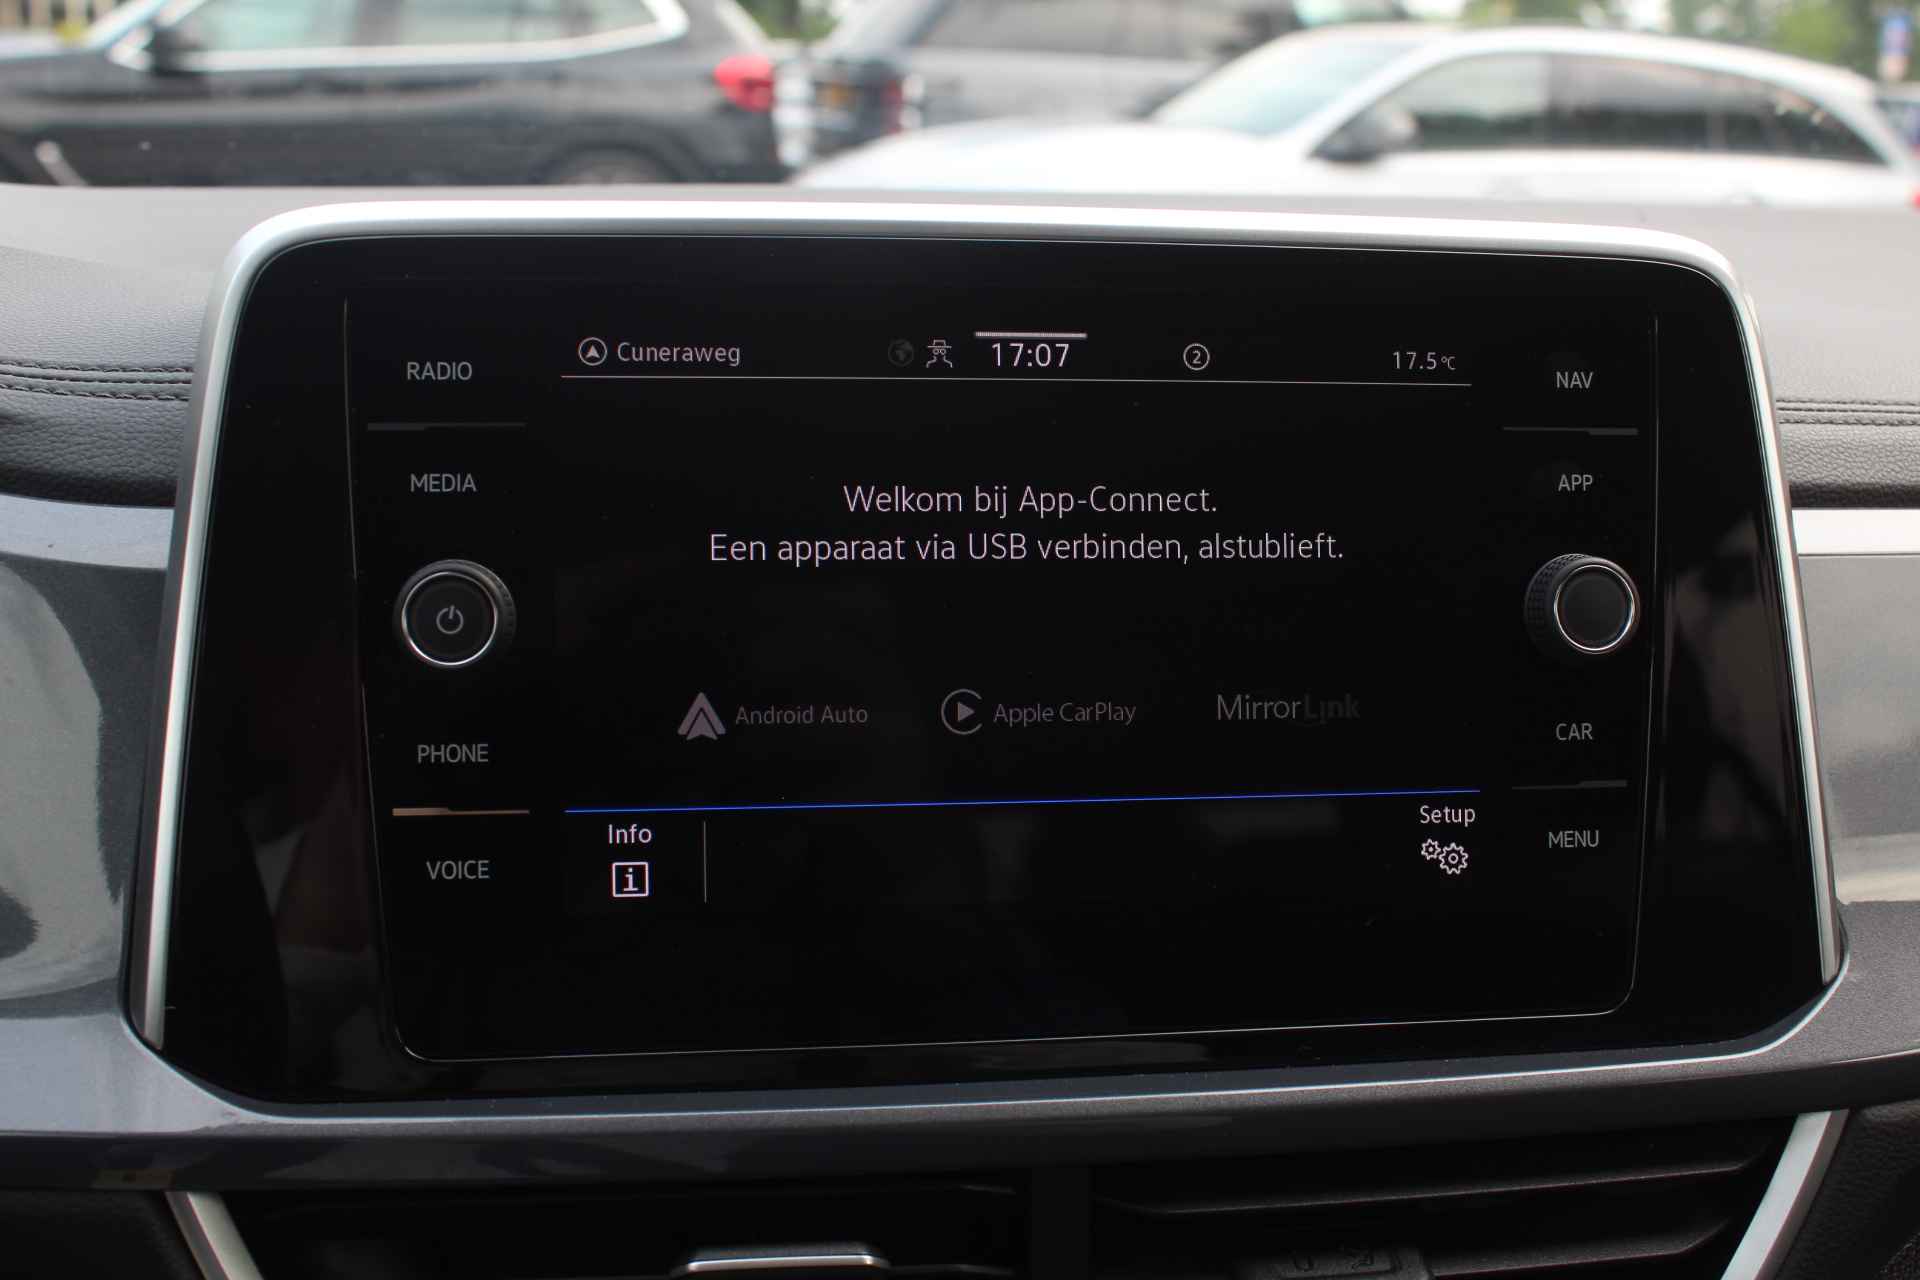 Cuneraweg 17:07 2 17.5°C
RADIO
MEDIA
PHONE
VOICE
Welkom bij App-Connect.
Een apparaat via USB verbinden, alstublieft.
Android Auto Apple CarPlay MirrorLink
Info Setup
i
NAV
APP
CAR
MENU